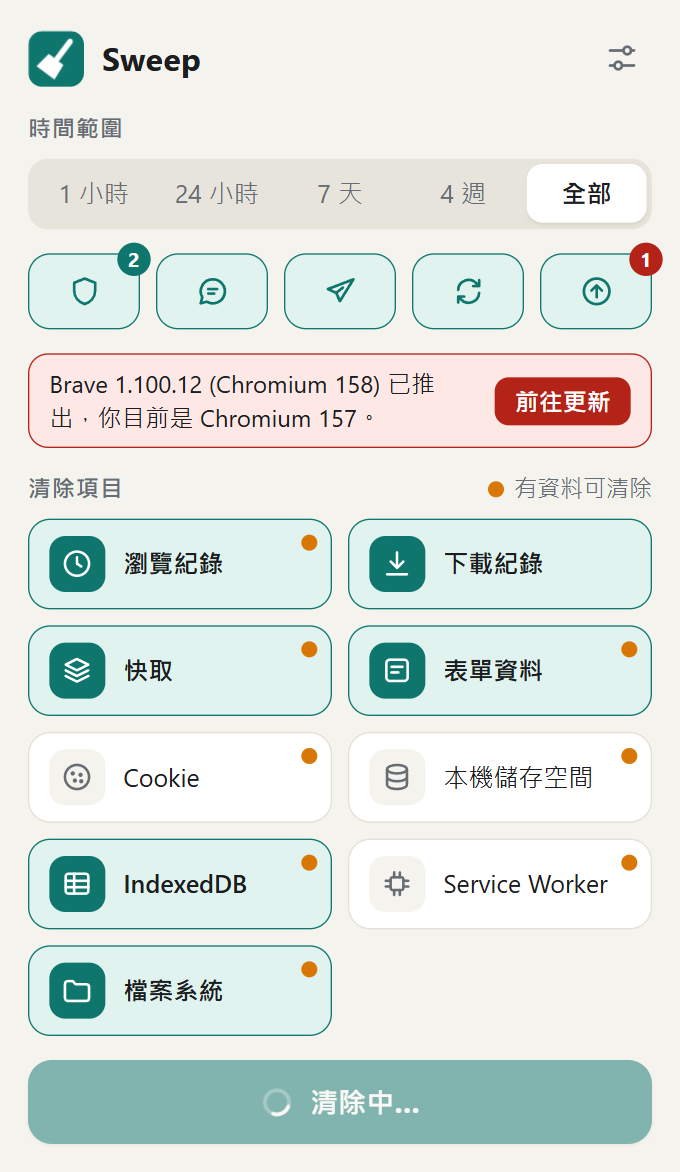 Sweep
時間範圍
1 小時
24 小時
7 天
4 週
全部
2
1
Brave 1.100.12 (Chromium 158) 已推
出，你目前是 Chromium 157。
前往更新
清除項目
有資料可清除
瀏覽紀錄
下載紀錄
快取
表單資料
Cookie
本機儲存空間
IndexedDB
Service Worker
檔案系統
清除中...